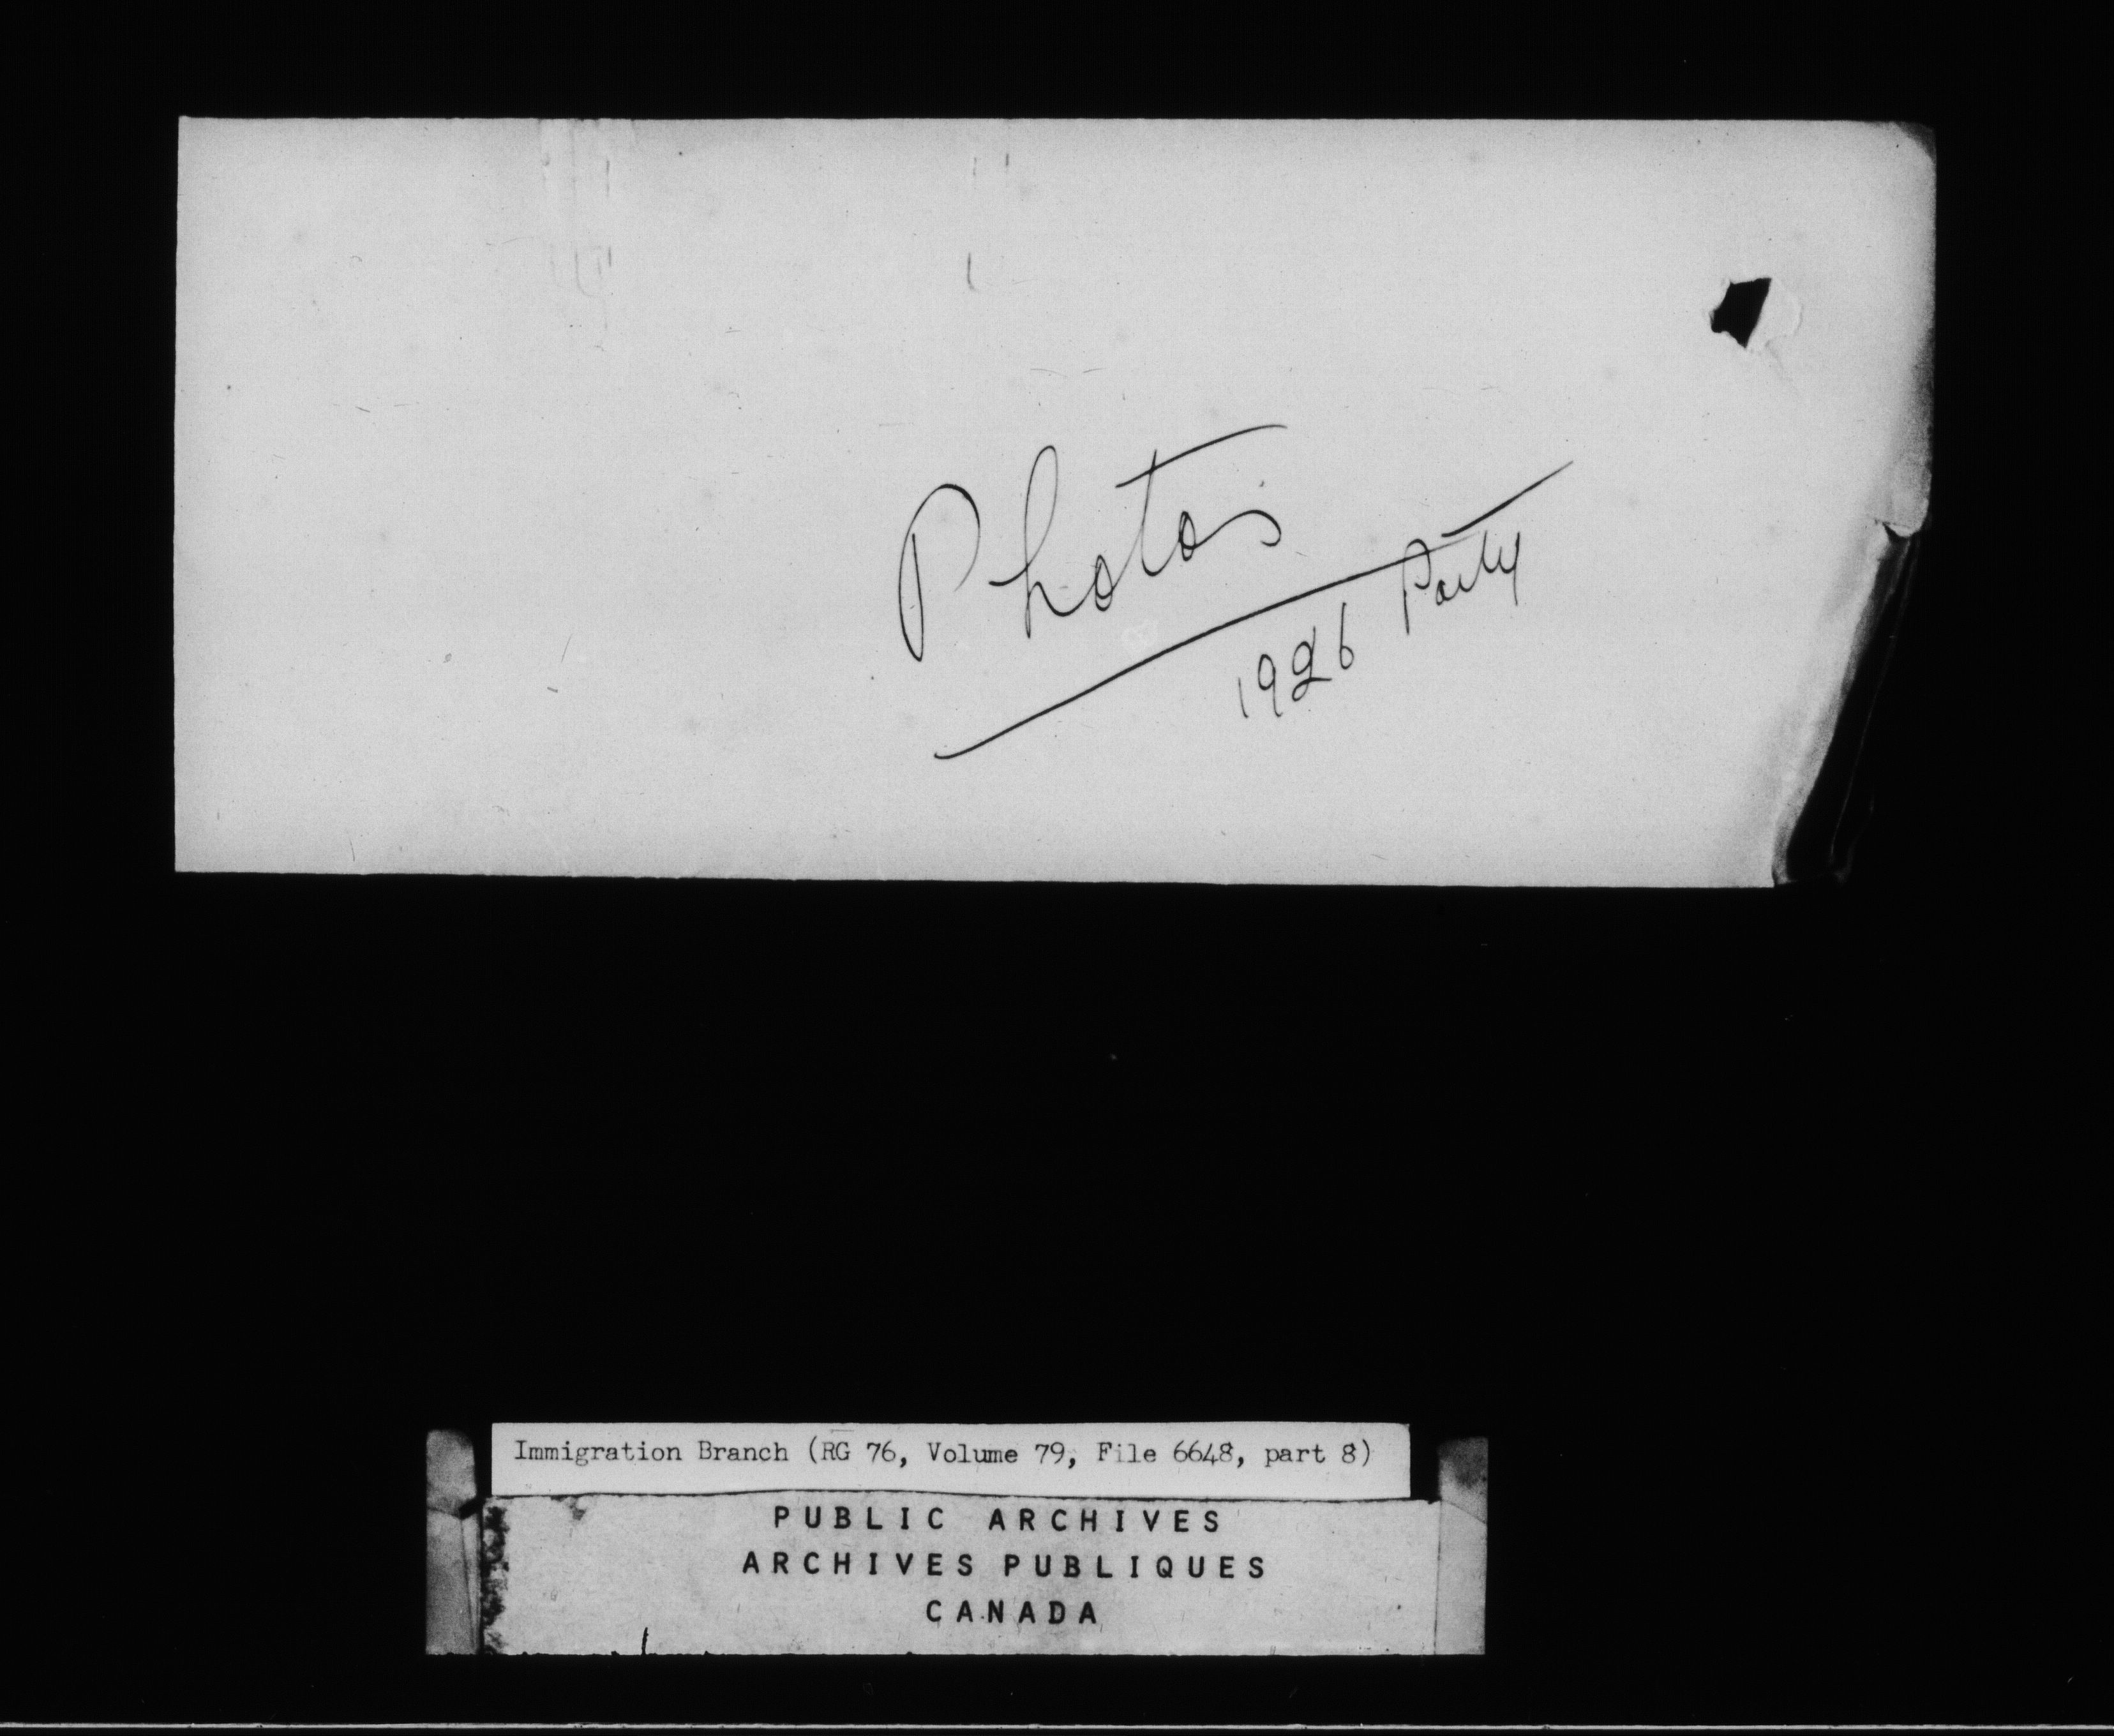 Photos
1926 Party
Immigration Branch (RG 76, Volume 79, File 6648, part 8)
PUBLIC ARCHIVES
ARCHIVES PUBLIQUES
CANADA